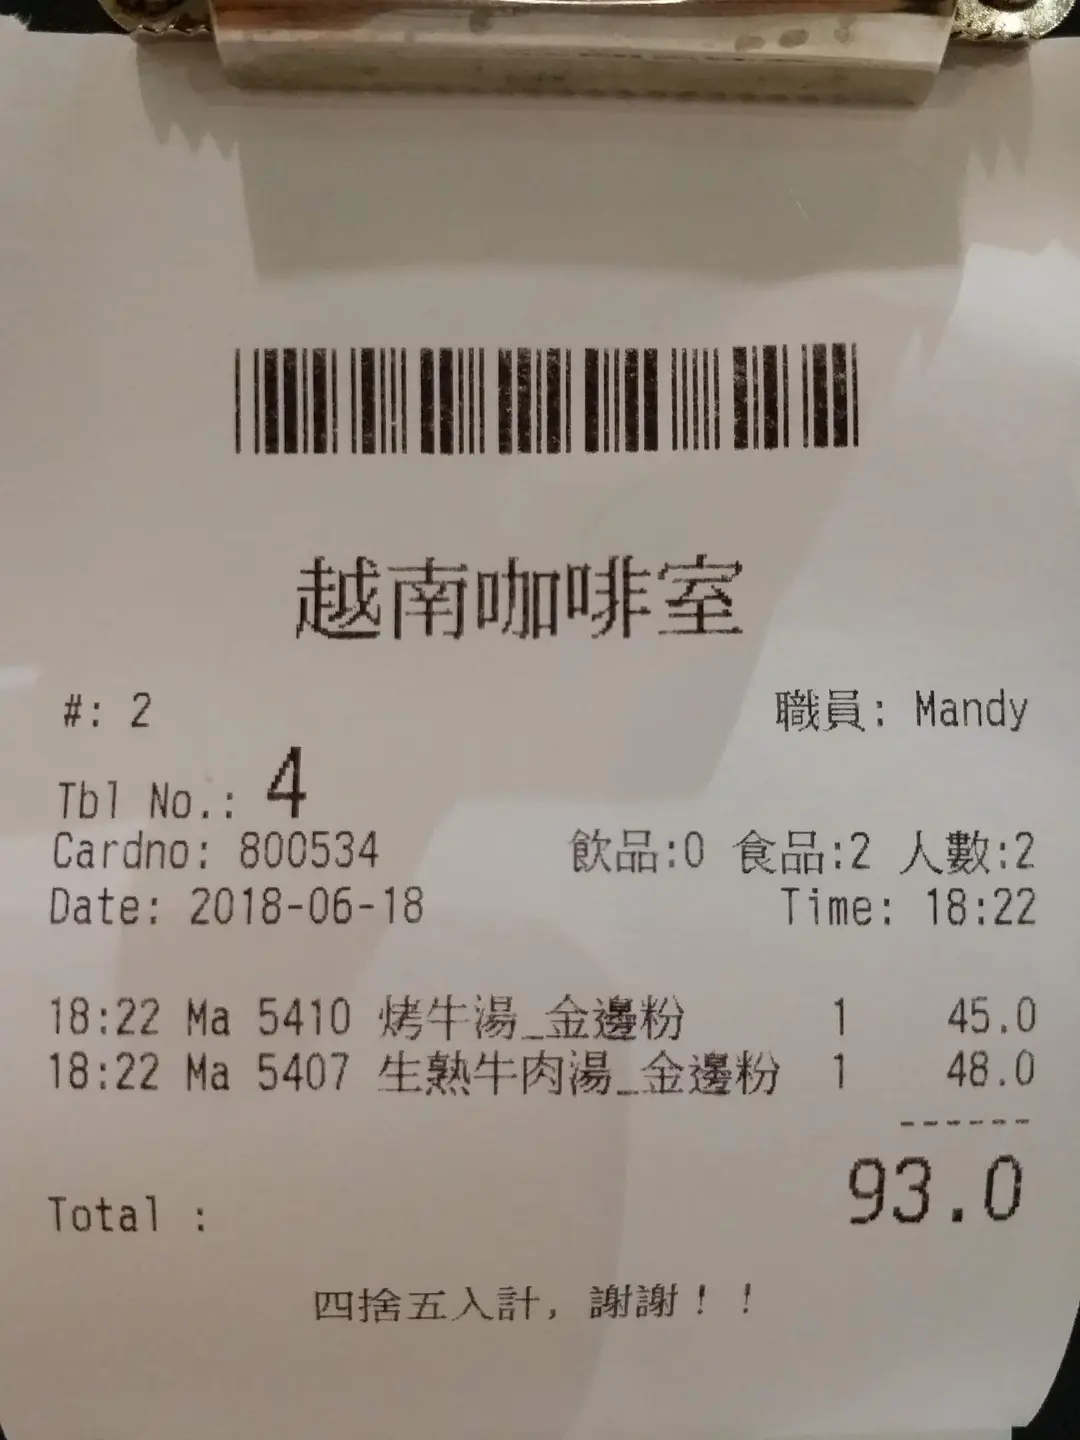 越南咖啡室
#: 2 職員: Mandy
Tbl No.: 4
Cardno: 800534 飲品:0 食品:2 人數:2
Date: 2018-06-18 Time: 18:22
18:22 Ma 5410 烤牛湯_金邊粉 1 45.0
18:22 Ma 5407 生熟牛肉湯_金邊粉 1 48.0
------
Total : 93.0
四捨五入計, 謝謝！！